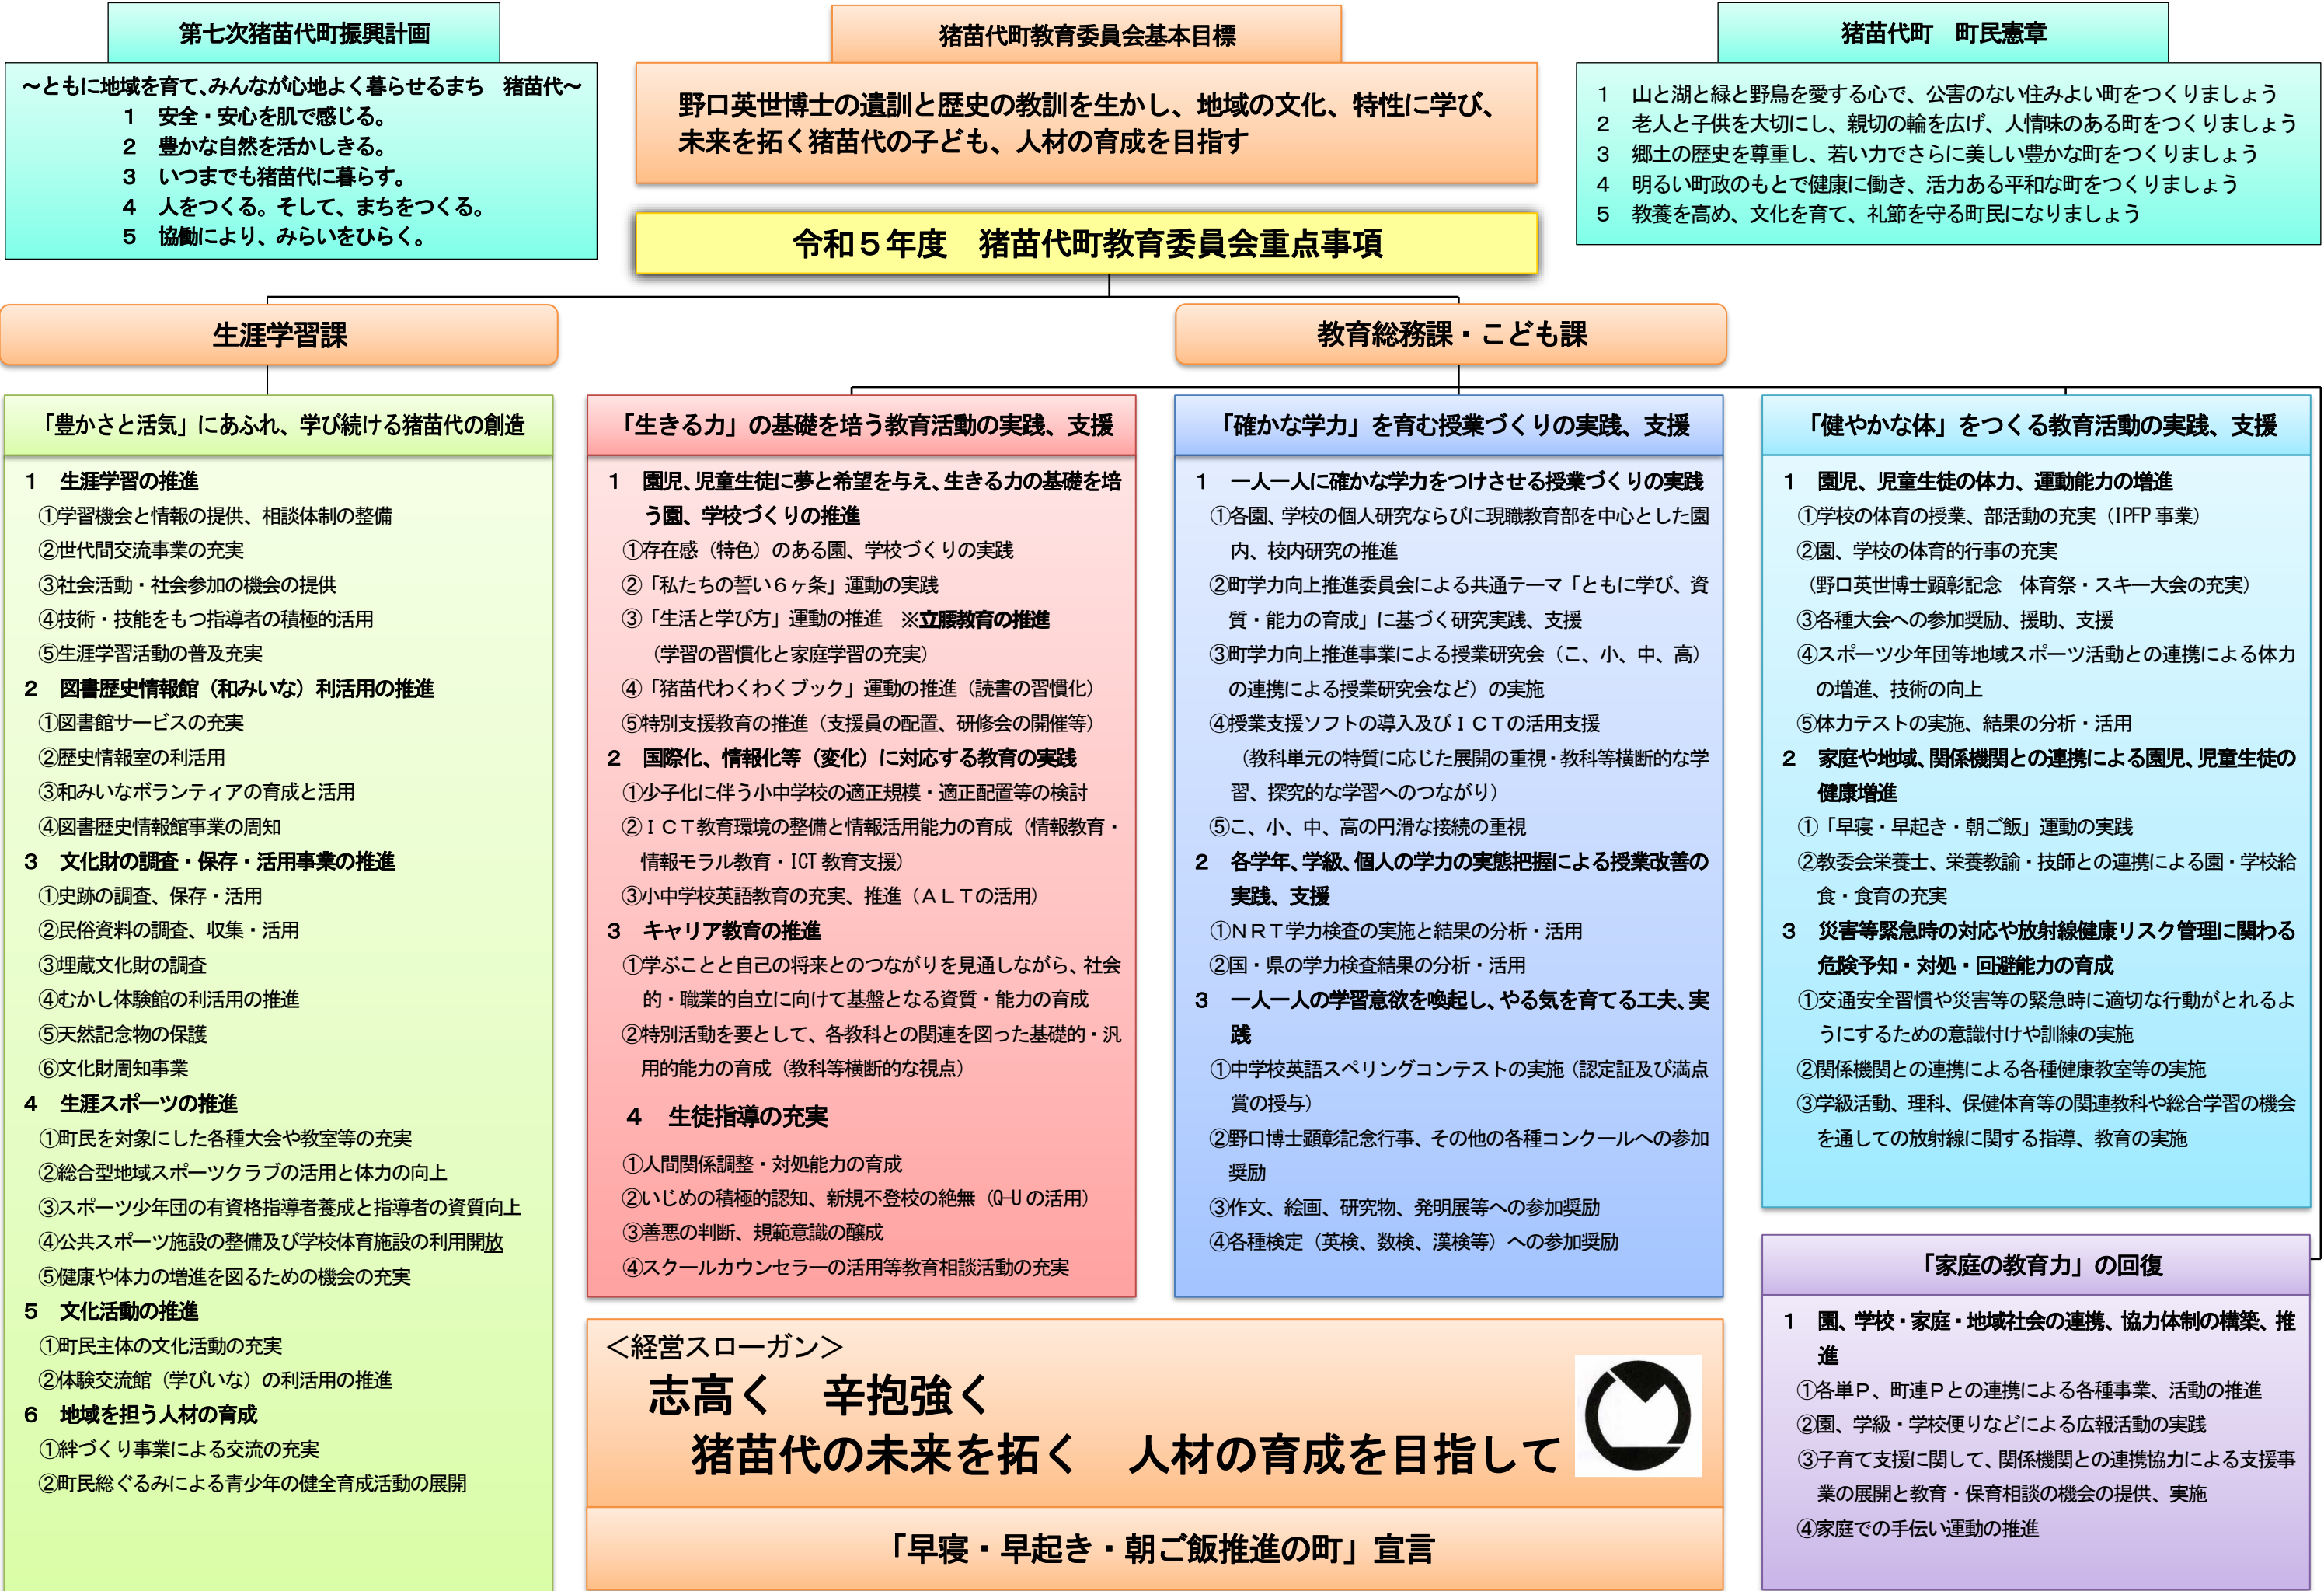 第七次猪苗代町振興計画
～ともに地域を育て、みんなが心地よく暮らせるまち　猪苗代～
１　安全・安心を肌で感じる。
２　豊かな自然を活かしきる。
３　いつまでも猪苗代に暮らす。
４　人をつくる。そして、まちをつくる。
５　協働により、みらいをひらく。
猪苗代町教育委員会基本目標
野口英世博士の遺訓と歴史の教訓を生かし、地域の文化、特性に学び、
未来を拓く猪苗代の子ども、人材の育成を目指す
猪苗代町　町民憲章
１　山と湖と緑と野鳥を愛する心で、公害のない住みよい町をつくりましょう
２　老人と子供を大切にし、親切の輪を広げ、人情味のある町をつくりましょう
３　郷土の歴史を尊重し、若い力でさらに美しい豊かな町をつくりましょう
４　明るい町政のもとで健康に働き、活力ある平和な町をつくりましょう
５　教養を高め、文化を育て、礼節を守る町民になりましょう
令和５年度　猪苗代町教育委員会重点事項
生涯学習課
教育総務課・こども課
「豊かさと活気」にあふれ、学び続ける猪苗代の創造
１　生涯学習の推進
①学習機会と情報の提供、相談体制の整備
②世代間交流事業の充実
③社会活動・社会参加の機会の提供
④技術・技能をもつ指導者の積極的活用
⑤生涯学習活動の普及充実
２　図書歴史情報館（和みいな）利活用の推進
①図書館サービスの充実
②歴史情報室の利活用
③和みいなボランティアの育成と活用
④図書歴史情報館事業の周知
３　文化財の調査・保存・活用事業の推進
①史跡の調査、保存・活用
②民俗資料の調査、収集・活用
③埋蔵文化財の調査
④むかし体験館の利活用の推進
⑤天然記念物の保護
⑥文化財周知事業
４　生涯スポーツの推進
①町民を対象にした各種大会や教室等の充実
②総合型地域スポーツクラブの活用と体力の向上
③スポーツ少年団の有資格指導者養成と指導者の資質向上
④公共スポーツ施設の整備及び学校体育施設の利用開放
⑤健康や体力の増進を図るための機会の充実
５　文化活動の推進
①町民主体の文化活動の充実
②体験交流館（学びいな）の利活用の推進
６　地域を担う人材の育成
①絆づくり事業による交流の充実
②町民総ぐるみによる青少年の健全育成活動の展開
「生きる力」の基礎を培う教育活動の実践、支援
１　園児、児童生徒に夢と希望を与え、生きる力の基礎を培
う園、学校づくりの推進
①存在感（特色）のある園、学校づくりの実践
②「私たちの誓い６ヶ条」運動の実践
③「生活と学び方」運動の推進　※立腰教育の推進
（学習の習慣化と家庭学習の充実）
④「猪苗代わくわくブック」運動の推進（読書の習慣化）
⑤特別支援教育の推進（支援員の配置、研修会の開催等）
２　国際化、情報化等（変化）に対応する教育の実践
①少子化に伴う小中学校の適正規模・適正配置等の検討
②ＩＣＴ教育環境の整備と情報活用能力の育成（情報教育・
情報モラル教育・ICT 教育支援）
③小中学校英語教育の充実、推進（ＡＬＴの活用）
３　キャリア教育の推進
①学ぶことと自己の将来とのつながりを見通しながら、社会
的・職業的自立に向けて基盤となる資質・能力の育成
②特別活動を要として、各教科との関連を図った基礎的・汎
用的能力の育成（教科等横断的な視点）
４　生徒指導の充実
①人間関係調整・対処能力の育成
②いじめの積極的認知、新規不登校の絶無（Q-U の活用）
③善悪の判断、規範意識の醸成
④スクールカウンセラーの活用等教育相談活動の充実
「確かな学力」を育む授業づくりの実践、支援
１　一人一人に確かな学力をつけさせる授業づくりの実践
①各園、学校の個人研究ならびに現職教育部を中心とした園
内、校内研究の推進
②町学力向上推進委員会による共通テーマ「ともに学び、資
質・能力の育成」に基づく研究実践、支援
③町学力向上推進事業による授業研究会（こ、小、中、高）
の連携による授業研究会など）の実施
④授業支援ソフトの導入及びＩＣＴの活用支援
（教科単元の特質に応じた展開の重視・教科等横断的な学
習、探究的な学習へのつながり）
⑤こ、小、中、高の円滑な接続の重視
２　各学年、学級、個人の学力の実態把握による授業改善の
実践、支援
①ＮＲＴ学力検査の実施と結果の分析・活用
②国・県の学力検査結果の分析・活用
３　一人一人の学習意欲を喚起し、やる気を育てる工夫、実
践
①中学校英語スペリングコンテストの実施（認定証及び満点
賞の授与）
②野口博士顕彰記念行事、その他の各種コンクールへの参加
奨励
③作文、絵画、研究物、発明展等への参加奨励
④各種検定（英検、数検、漢検等）への参加奨励
「健やかな体」をつくる教育活動の実践、支援
１　園児、児童生徒の体力、運動能力の増進
①学校の体育の授業、部活動の充実（IPFP 事業）
②園、学校の体育的行事の充実
（野口英世博士顕彰記念　体育祭・スキー大会の充実）
③各種大会への参加奨励、援助、支援
④スポーツ少年団等地域スポーツ活動との連携による体力
の増進、技術の向上
⑤体力テストの実施、結果の分析・活用
２　家庭や地域、関係機関との連携による園児、児童生徒の
健康増進
①「早寝・早起き・朝ご飯」運動の実践
②教委会栄養士、栄養教諭・技師との連携による園・学校給
食・食育の充実
３　災害等緊急時の対応や放射線健康リスク管理に関わる
危険予知・対処・回避能力の育成
①交通安全習慣や災害等の緊急時に適切な行動がとれるよ
うにするための意識付けや訓練の実施
②関係機関との連携による各種健康教室等の実施
③学級活動、理科、保健体育等の関連教科や総合学習の機会
を通しての放射線に関する指導、教育の実施
「家庭の教育力」の回復
１　園、学校・家庭・地域社会の連携、協力体制の構築、推
進
①各単Ｐ、町連Ｐとの連携による各種事業、活動の推進
②園、学級・学校便りなどによる広報活動の実践
③子育て支援に関して、関係機関との連携協力による支援事
業の展開と教育・保育相談の機会の提供、実施
④家庭での手伝い運動の推進
＜経営スローガン＞
志高く　辛抱強く
猪苗代の未来を拓く　人材の育成を目指して
「早寝・早起き・朝ご飯推進の町」宣言